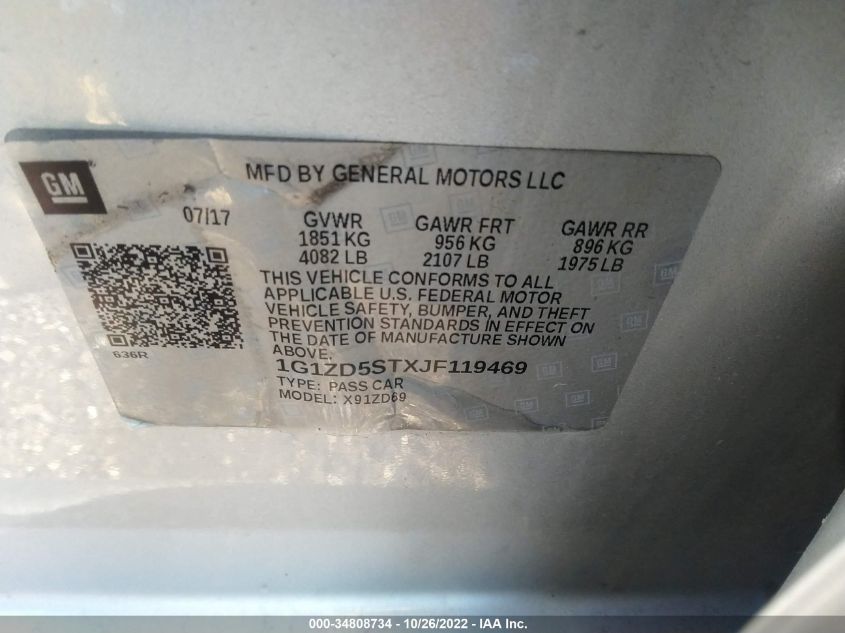 GM
MFD BY GENERAL MOTORS LLC
07/17
GVWR GAWR FRT GAWR RR
1851 KG 956 KG 896 KG
4082 LB 2107 LB 1975 LB
THIS VEHICLE CONFORMS TO ALL
APPLICABLE U.S. FEDERAL MOTOR
VEHICLE SAFETY, BUMPER, AND THEFT
PREVENTION STANDARDS IN EFFECT ON
THE DATE OF MANUFACTURE SHOWN
ABOVE.
636R
1G1ZD5STXJF119469
TYPE: PASS CAR
MODEL: X91ZD69
000-34808734 - 10/26/2022 - IAA Inc.